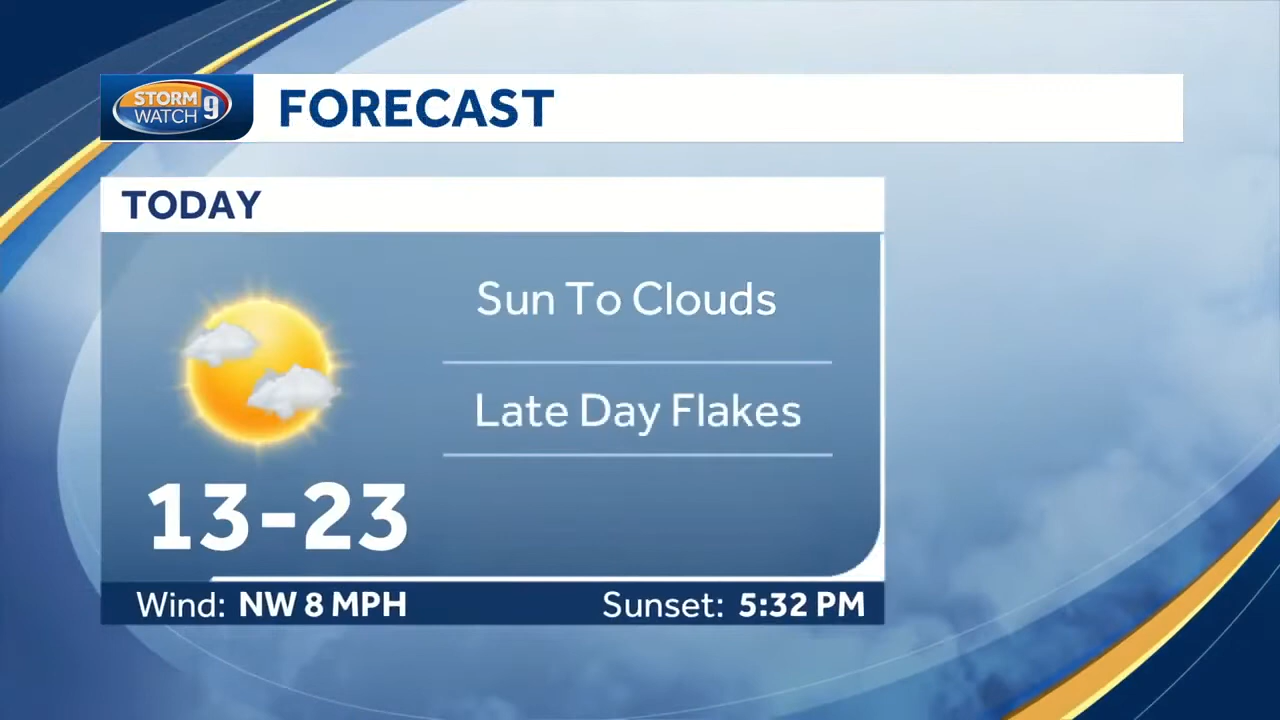 STORM
WATCH 9
FORECAST
TODAY
Sun To Clouds
Late Day Flakes
13-23
Wind: NW 8 MPH
Sunset: 5:32 PM